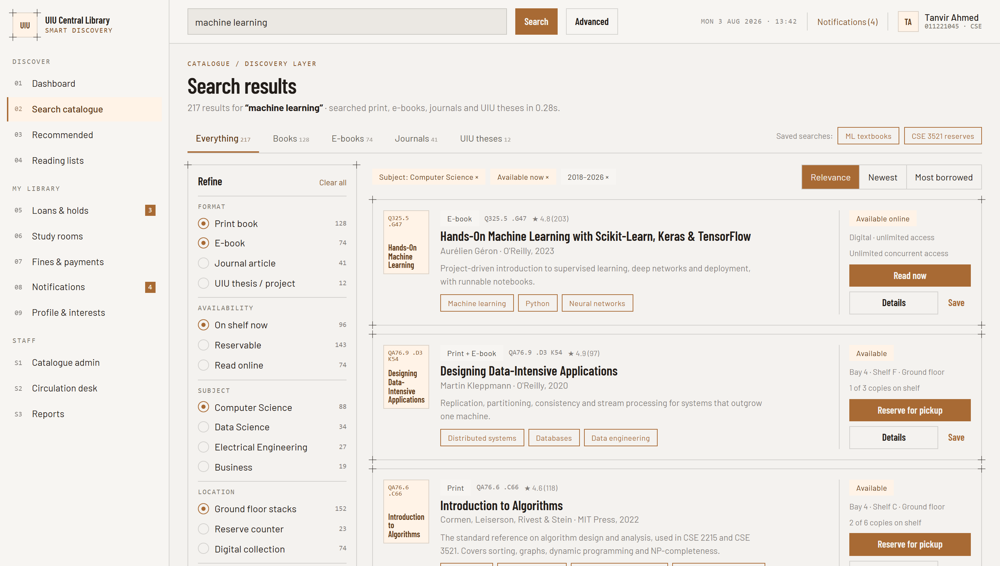 UIU
UIU Central Library
SMART DISCOVERY
DISCOVER
01 Dashboard
02 Search catalogue
03 Recommended
04 Reading lists
MY LIBRARY
05 Loans & holds 3
06 Study rooms
07 Fines & payments
08 Notifications 4
09 Profile & interests
STAFF
S1 Catalogue admin
S2 Circulation desk
S3 Reports
machine learning
Search
Advanced
MON 3 AUG 2026 · 13:42
Notifications (4)
TA
Tanvir Ahmed
011221045 · CSE
CATALOGUE / DISCOVERY LAYER
Search results
217 results for “machine learning” · searched print, e-books, journals and UIU theses in 0.28s.
Everything 217
Books 128
E-books 74
Journals 41
UIU theses 12
Saved searches:
ML textbooks
CSE 3521 reserves
Refine
Clear all
FORMAT
Print book 128
E-book 74
Journal article 41
UIU thesis / project 12
AVAILABILITY
On shelf now 96
Reservable 143
Read online 74
SUBJECT
Computer Science 88
Data Science 34
Electrical Engineering 27
Business 19
LOCATION
Ground floor stacks 152
Reserve counter 23
Digital collection 74
Subject: Computer Science ×
Available now ×
2018–2026 ×
Relevance
Newest
Most borrowed
Q325.5
.G47
Hands-On
Machine
Learning
E-book Q325.5 .G47 ★ 4.8 (203)
Hands-On Machine Learning with Scikit-Learn, Keras & TensorFlow
Aurélien Géron · O'Reilly, 2023
Project-driven introduction to supervised learning, deep networks and deployment,
with runnable notebooks.
Machine learning
Python
Neural networks
Available online
Digital · unlimited access
Unlimited concurrent access
Read now
Details
Save
QA76.9 .D3
K54
Designing
Data-
Intensive
Applications
Print + E-book QA76.9 .D3 K54 ★ 4.9 (97)
Designing Data-Intensive Applications
Martin Kleppmann · O'Reilly, 2020
Replication, partitioning, consistency and stream processing for systems that outgrow
one machine.
Distributed systems
Databases
Data engineering
Available
Bay 4 · Shelf F · Ground floor
1 of 3 copies on shelf
Reserve for pickup
Details
Save
QA76.6
.C66
Introduction
to
Algorithms
Print QA76.6 .C66 ★ 4.6 (118)
Introduction to Algorithms
Cormen, Leiserson, Rivest & Stein · MIT Press, 2022
The standard reference on algorithm design and analysis, used in CSE 2215 and CSE
3521. Covers sorting, graphs, dynamic programming and NP-completeness.
Available
Bay 4 · Shelf C · Ground floor
2 of 6 copies on shelf
Reserve for pickup